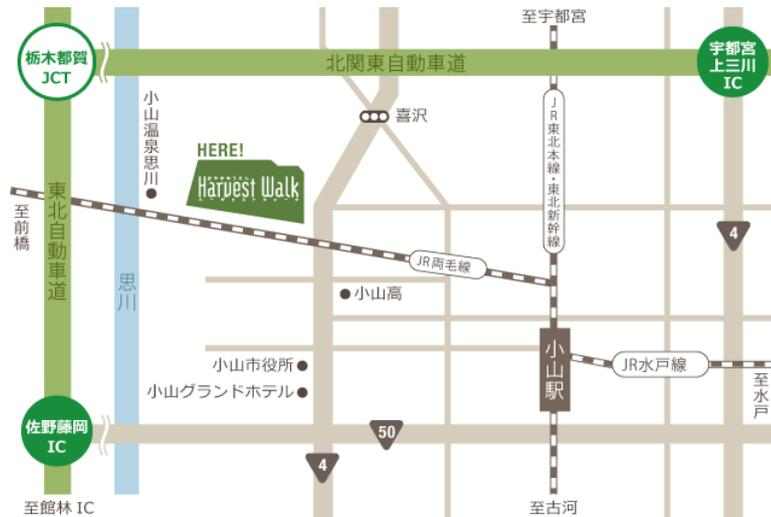 至宇都宮
栃木都賀
JCT
北関東自動車道
宇都宮
上三川
IC
小山温泉思川
喜沢
JR東北本線・東北新幹線
HERE!
Harvest Walk
至前橋
東北自動車道
思川
4
JR両毛線
小山高
小山駅
小山市役所
JR水戸線
小山グランドホテル
至水戸
佐野藤岡
IC
50
4
至館林 IC
至古河